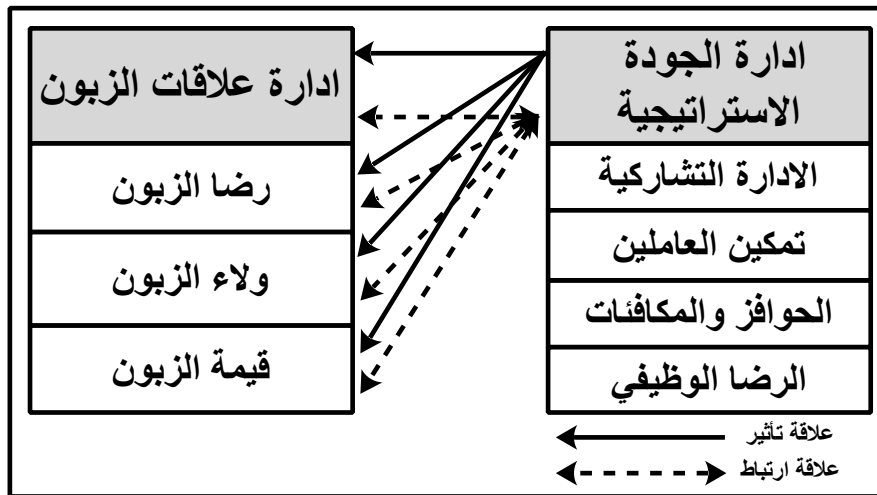 ادارة الجودة
الاستراتيجية
الادارة التشاركية
تمكين العاملين
الحوافز والمكافئات
الرضا الوظيفي
ادارة علاقات الزبون
رضا الزبون
ولاء الزبون
قيمة الزبون
علاقة تأثير
علاقة ارتباط